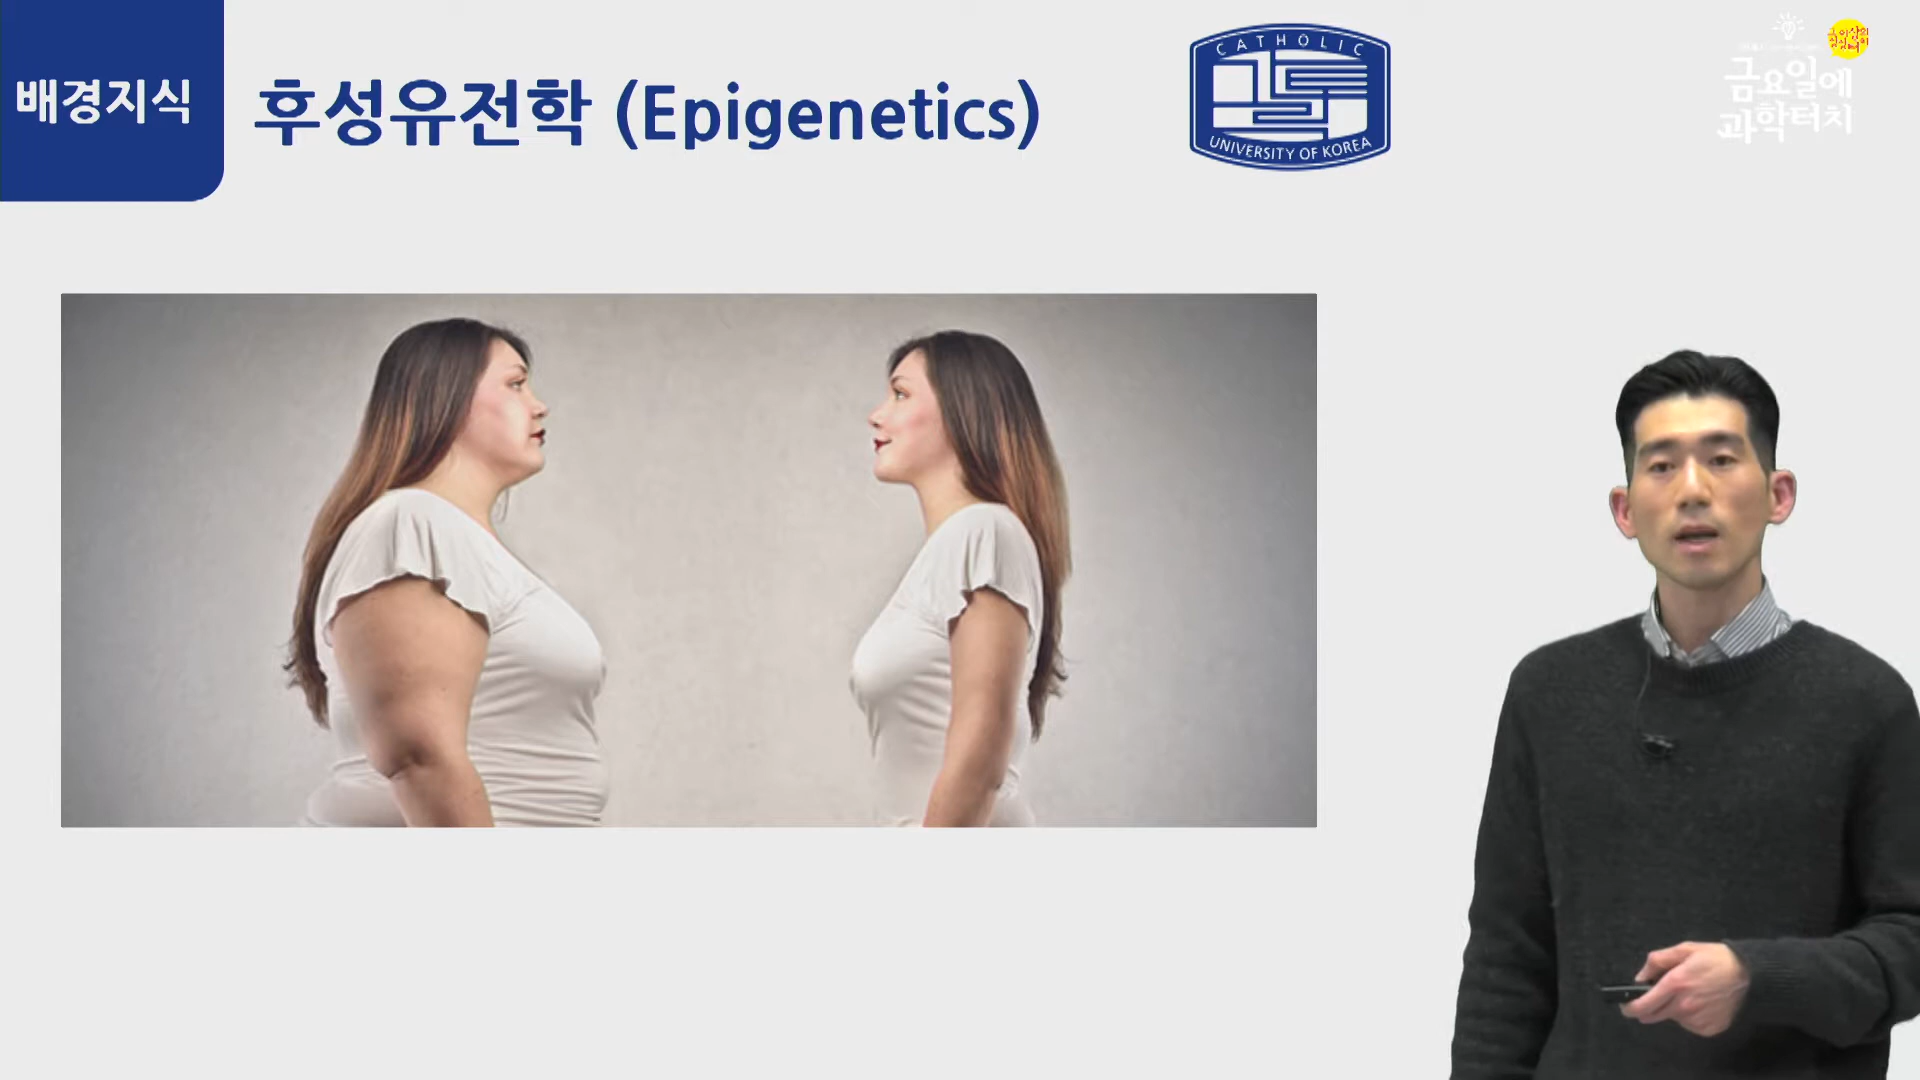 배경지식
후성유전학 (Epigenetics)
CATHOLIC
UNIVERSITY OF KOREA
금요일에
과학터치